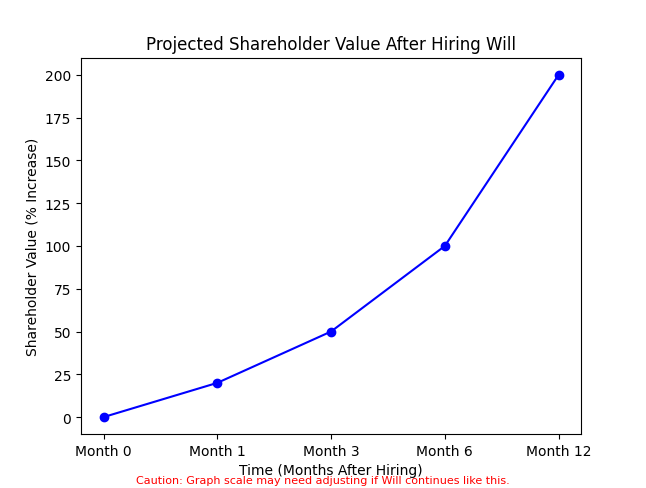 Projected Shareholder Value After Hiring Will
Shareholder Value (% Increase)
200
175
150
125
100
75
50
25
0
Month 0 Month 1 Month 3 Month 6 Month 12
Time (Months After Hiring)
Caution: Graph scale may need adjusting if Will continues like this.